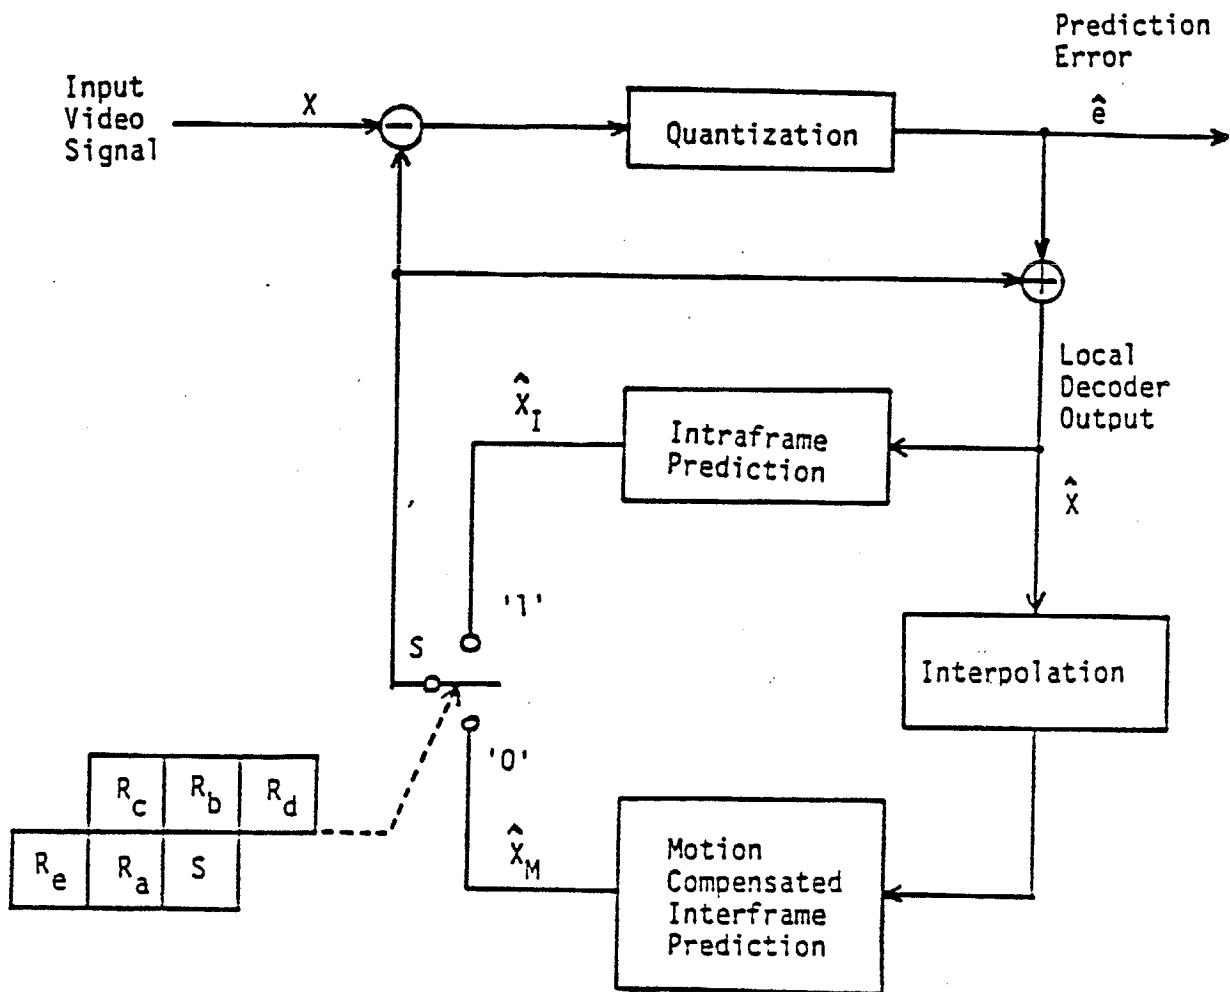 Prediction
Error
Input
Video
Signal
X
ê
Quantization
Local
Decoder
Output
X̂_I
Intraframe
Prediction
X̂
'1'
S
Interpolation
'0'
R_c R_b R_d
R_e R_a S
X̂_M
Motion
Compensated
Interframe
Prediction